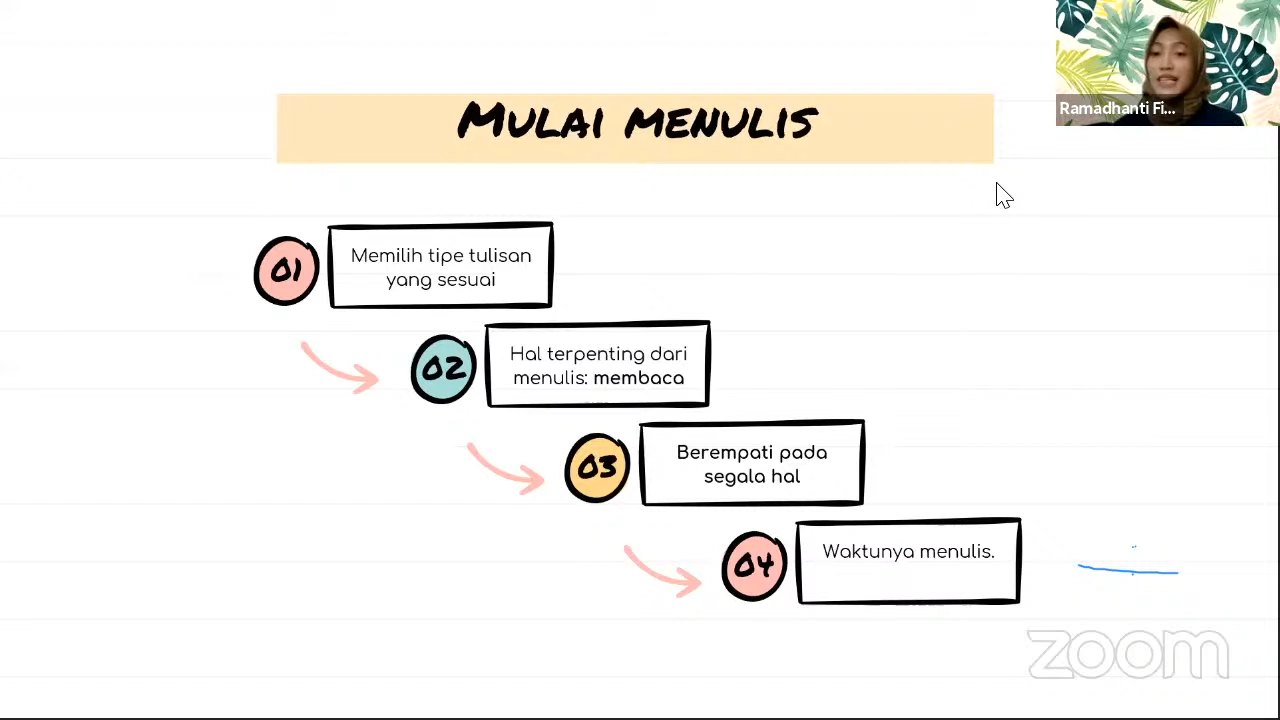 Mulai menulis
Ramadhanti Fi...
01
Memilih tipe tulisan
yang sesuai
02
Hal terpenting dari
menulis: membaca
03
Berempati pada
segala hal
04
Waktunya menulis.
zoom